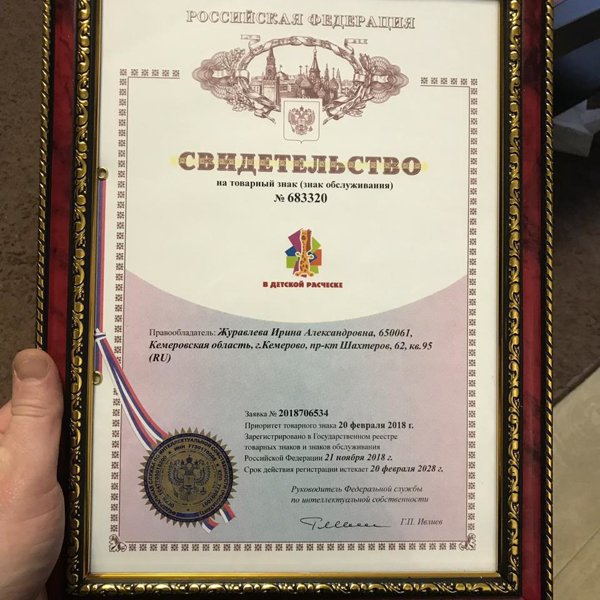 РОССИЙСКАЯ ФЕДЕРАЦИЯ
СВИДЕТЕЛЬСТВО
на товарный знак (знак обслуживания)
№ 683320
В ДЕТСКОЙ РАСЧЕСКЕ
Правообладатель: Журавлева Ирина Александровна, 650061,
Кемеровская область, г.Кемерово, пр-кт Шахтеров, 62, кв.95
(RU)
Заявка № 2018706534
Приоритет товарного знака 20 февраля 2018 г.
Зарегистрировано в Государственном реестре
товарных знаков и знаков обслуживания
Российской Федерации 21 ноября 2018 г.
Срок действия регистрации истекает 20 февраля 2028 г.
Руководитель Федеральной службы
по интеллектуальной собственности
Г.П. Ивлиев